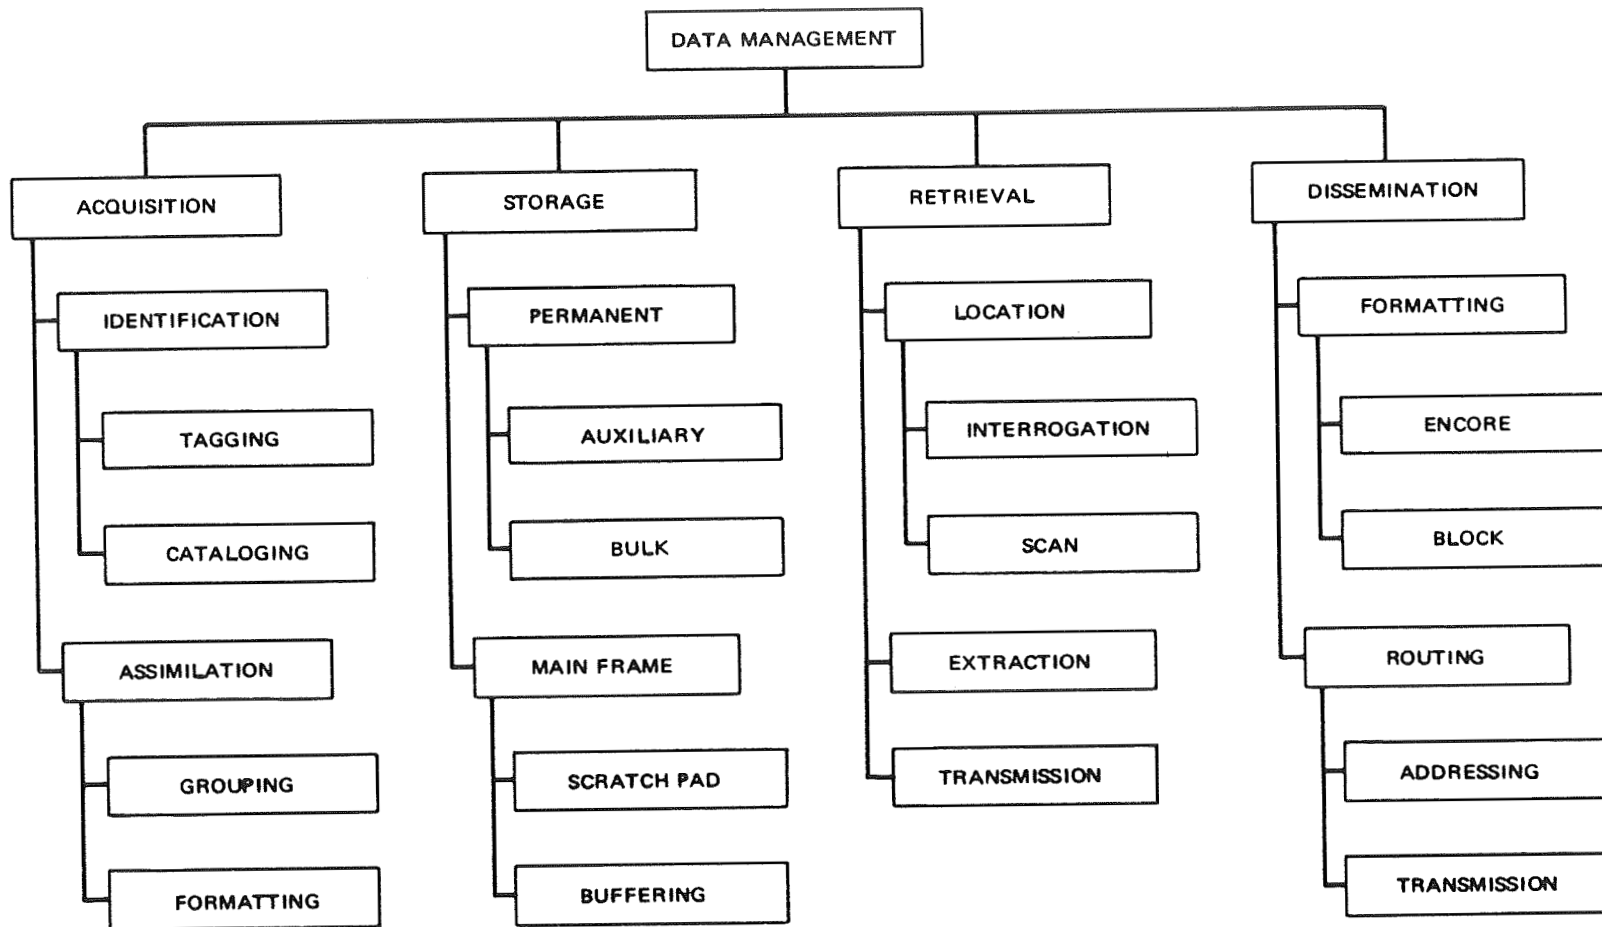 DATA MANAGEMENT
ACQUISITION
IDENTIFICATION
TAGGING
CATALOGING
ASSIMILATION
GROUPING
FORMATTING
STORAGE
PERMANENT
AUXILIARY
BULK
MAIN FRAME
SCRATCH PAD
BUFFERING
RETRIEVAL
LOCATION
INTERROGATION
SCAN
EXTRACTION
TRANSMISSION
DISSEMINATION
FORMATTING
ENCORE
BLOCK
ROUTING
ADDRESSING
TRANSMISSION